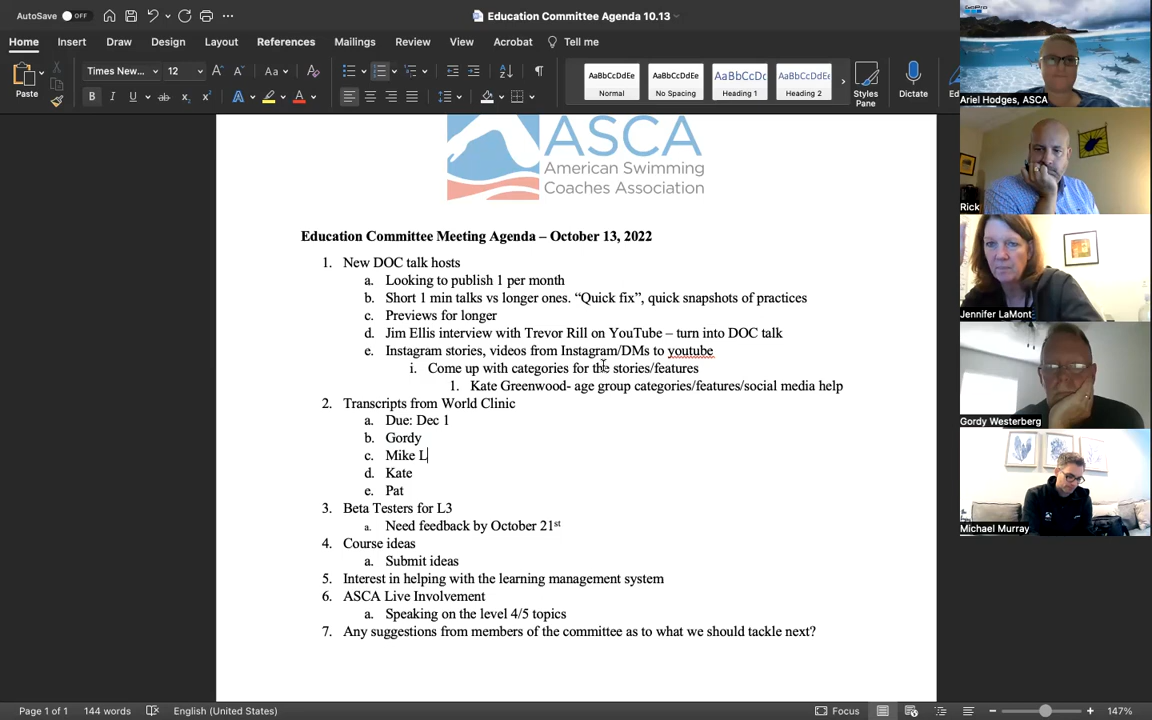 AutoSave OFF
Education Committee Agenda 10.13
Home Insert Draw Design Layout References Mailings Review View Acrobat Tell me
Paste
Times New... 12
Aa
AaBbCcDdEe
Normal
AaBbCcDdEe
No Spacing
AaBbCcDc
Heading 1
AaBbCcDdEe
Heading 2
Styles
Pane
Dictate
ASCA
American Swimming
Coaches Association
Education Committee Meeting Agenda – October 13, 2022
1. New DOC talk hosts
a. Looking to publish 1 per month
b. Short 1 min talks vs longer ones. “Quick fix”, quick snapshots of practices
c. Previews for longer
d. Jim Ellis interview with Trevor Rill on YouTube – turn into DOC talk
e. Instagram stories, videos from Instagram/DMs to youtube
i. Come up with categories for the stories/features
1. Kate Greenwood- age group categories/features/social media help
2. Transcripts from World Clinic
a. Due: Dec 1
b. Gordy
c. Mike L
d. Kate
e. Pat
3. Beta Testers for L3
a. Need feedback by October 21st
4. Course ideas
a. Submit ideas
5. Interest in helping with the learning management system
6. ASCA Live Involvement
a. Speaking on the level 4/5 topics
7. Any suggestions from members of the committee as to what we should tackle next?
Page 1 of 1 144 words English (United States) Focus 147%
GoPro
Ariel Hodges, ASCA
Rick
Jennifer LaMont
Gordy Westerberg
Michael Murray